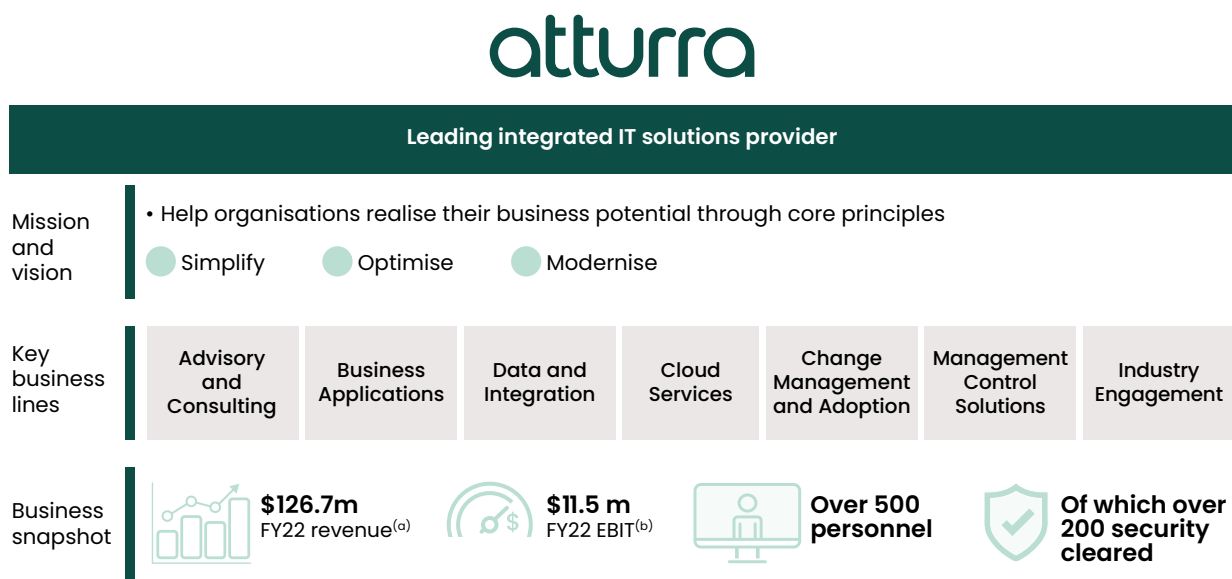 atturra
Leading integrated IT solutions provider
Mission
and
vision
• Help organisations realise their business potential through core principles
Simplify
Optimise
Modernise
Key
business
lines
Advisory
and
Consulting
Business
Applications
Data and
Integration
Cloud
Services
Change
Management
and Adoption
Management
Control
Solutions
Industry
Engagement
Business
snapshot
$126.7m
FY22 revenue(a)
$
$11.5 m
FY22 EBIT(b)
Over 500
personnel
Of which over
200 security
cleared